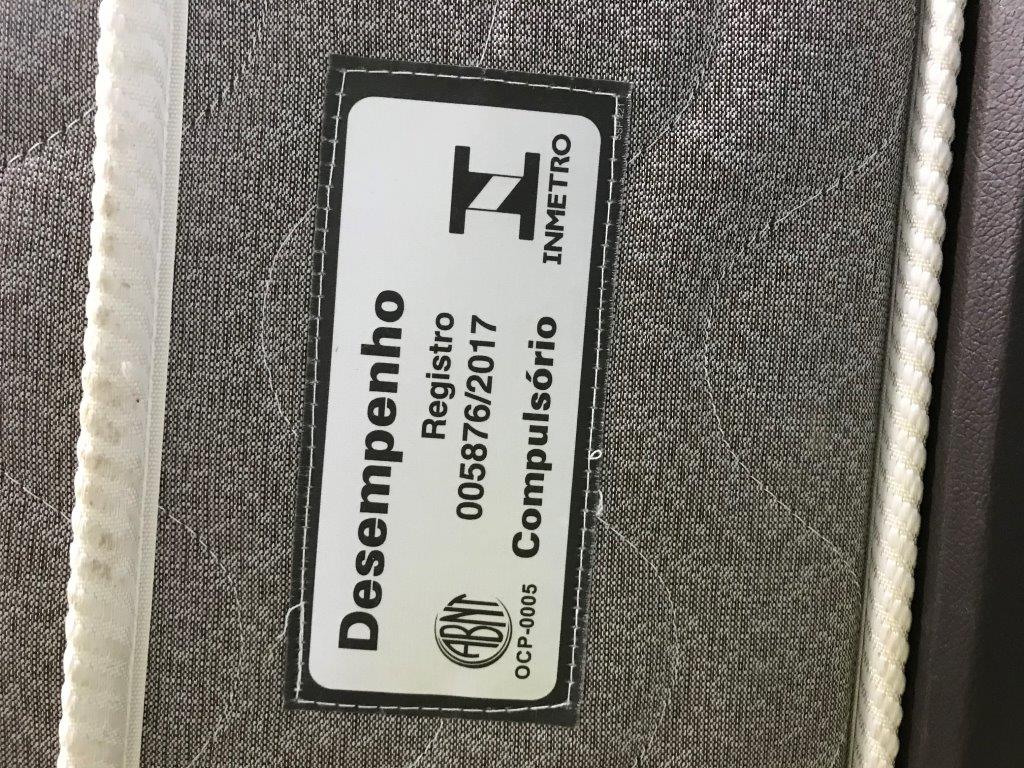 Desempenho
Registro
005876/2017
Compulsório
ABNT
OCP-0005
INMETRO